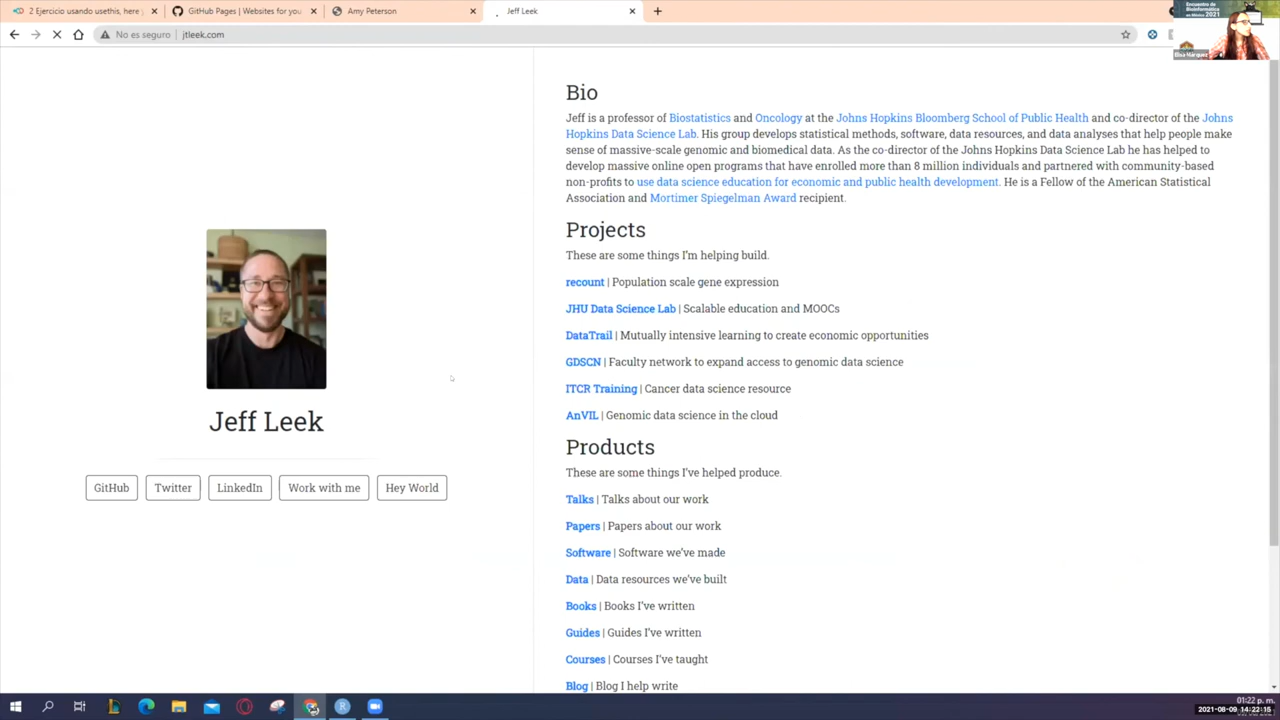 2 Ejercicio usando usethis, here y
GitHub Pages | Websites for you
Amy Peterson
Jeff Leek
No es seguro | jtleek.com
Encuentro de
Bioinformática
en México 2021
Elisa Márquez
Bio
Jeff is a professor of Biostatistics and Oncology at the Johns Hopkins Bloomberg School of Public Health and co-director of the Johns
Hopkins Data Science Lab. His group develops statistical methods, software, data resources, and data analyses that help people make
sense of massive-scale genomic and biomedical data. As the co-director of the Johns Hopkins Data Science Lab he has helped to
develop massive online open programs that have enrolled more than 8 million individuals and partnered with community-based
non-profits to use data science education for economic and public health development. He is a Fellow of the American Statistical
Association and Mortimer Spiegelman Award recipient.
Projects
These are some things I'm helping build.
recount | Population scale gene expression
JHU Data Science Lab | Scalable education and MOOCs
DataTrail | Mutually intensive learning to create economic opportunities
GDSCN | Faculty network to expand access to genomic data science
ITCR Training | Cancer data science resource
AnVIL | Genomic data science in the cloud
Jeff Leek
GitHub
Twitter
LinkedIn
Work with me
Hey World
Products
These are some things I've helped produce.
Talks | Talks about our work
Papers | Papers about our work
Software | Software we've made
Data | Data resources we've built
Books | Books I've written
Guides | Guides I've written
Courses | Courses I've taught
Blog | Blog I help write
01:22 p. m.
2021-08-09 14:22:15